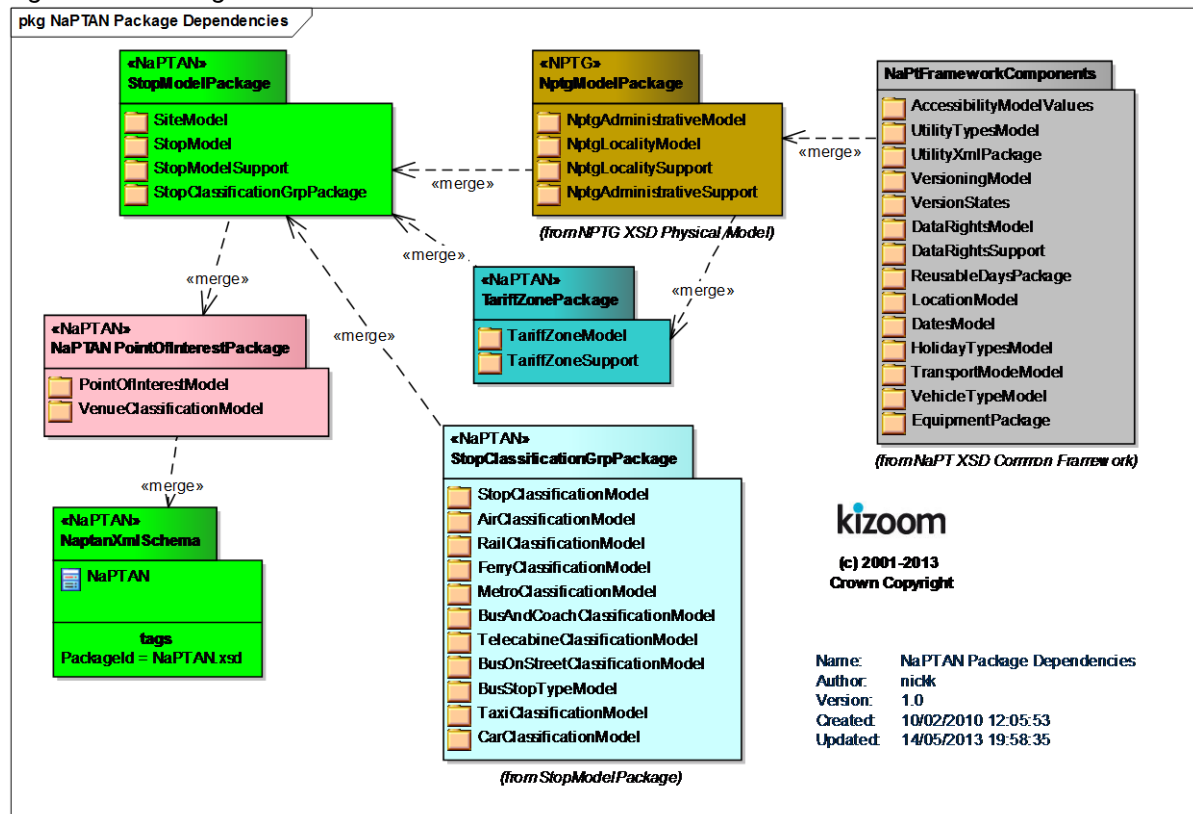 pkg NaPTAN Package Dependencies
«NaPTAN»
StopModelPackage
SiteModel
StopModel
StopModelSupport
StopClassificationGrpPackage
«NPTG»
NptgModelPackage
NptgAdministrativeModel
NptgLocalityModel
NptgLocalitySupport
NptgAdministrativeSupport
(from NPTG XSD Physical Model)
NaPtFrameworkComponents
AccessibilityModelValues
UtilityTypesModel
UtilityXmlPackage
VersioningModel
VersionStates
DataRightsModel
DataRightsSupport
ReusableDaysPackage
LocationModel
DatesModel
HolidayTypesModel
TransportModeModel
VehicleTypeModel
EquipmentPackage
(from NaPT XSD Common Framework)
«merge»
«merge»
«merge»
«merge»
«merge»
«merge»
«merge»
«NaPTAN»
TariffZonePackage
TariffZoneModel
TariffZoneSupport
«NaPTAN»
NaPTAN PointOfInterestPackage
PointOfInterestModel
VenueClassificationModel
«NaPTAN»
NaptanXmlSchema
NaPTAN
tags
PackageId = NaPTAN.xsd
«NaPTAN»
StopClassificationGrpPackage
StopClassificationModel
AirClassificationModel
RailClassificationModel
FerryClassificationModel
MetroClassificationModel
BusAndCoachClassificationModel
TelecabineClassificationModel
BusOnStreetClassificationModel
BusStopTypeModel
TaxiClassificationModel
CarClassificationModel
(from StopModelPackage)
kizoom
(c) 2001-2013
Crown Copyright
Name: NaPTAN Package Dependencies
Author: nickk
Version: 1.0
Created: 10/02/2010 12:05:53
Updated: 14/05/2013 19:58:35